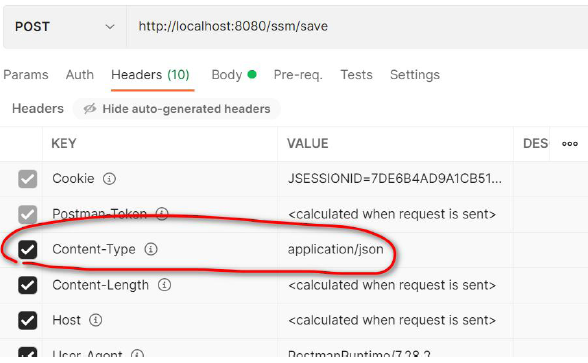 POST http://localhost:8080/ssm/save
Params Auth Headers (10) Body Pre-req. Tests Settings
Headers Hide auto-generated headers
KEY VALUE DES
Cookie JSESSIONID=7DE6B4AD9A1CB51...
Postman-Token <calculated when request is sent>
Content-Type application/json
Content-Length <calculated when request is sent>
Host <calculated when request is sent>
User-Agent PostmanRuntime/7.28.2